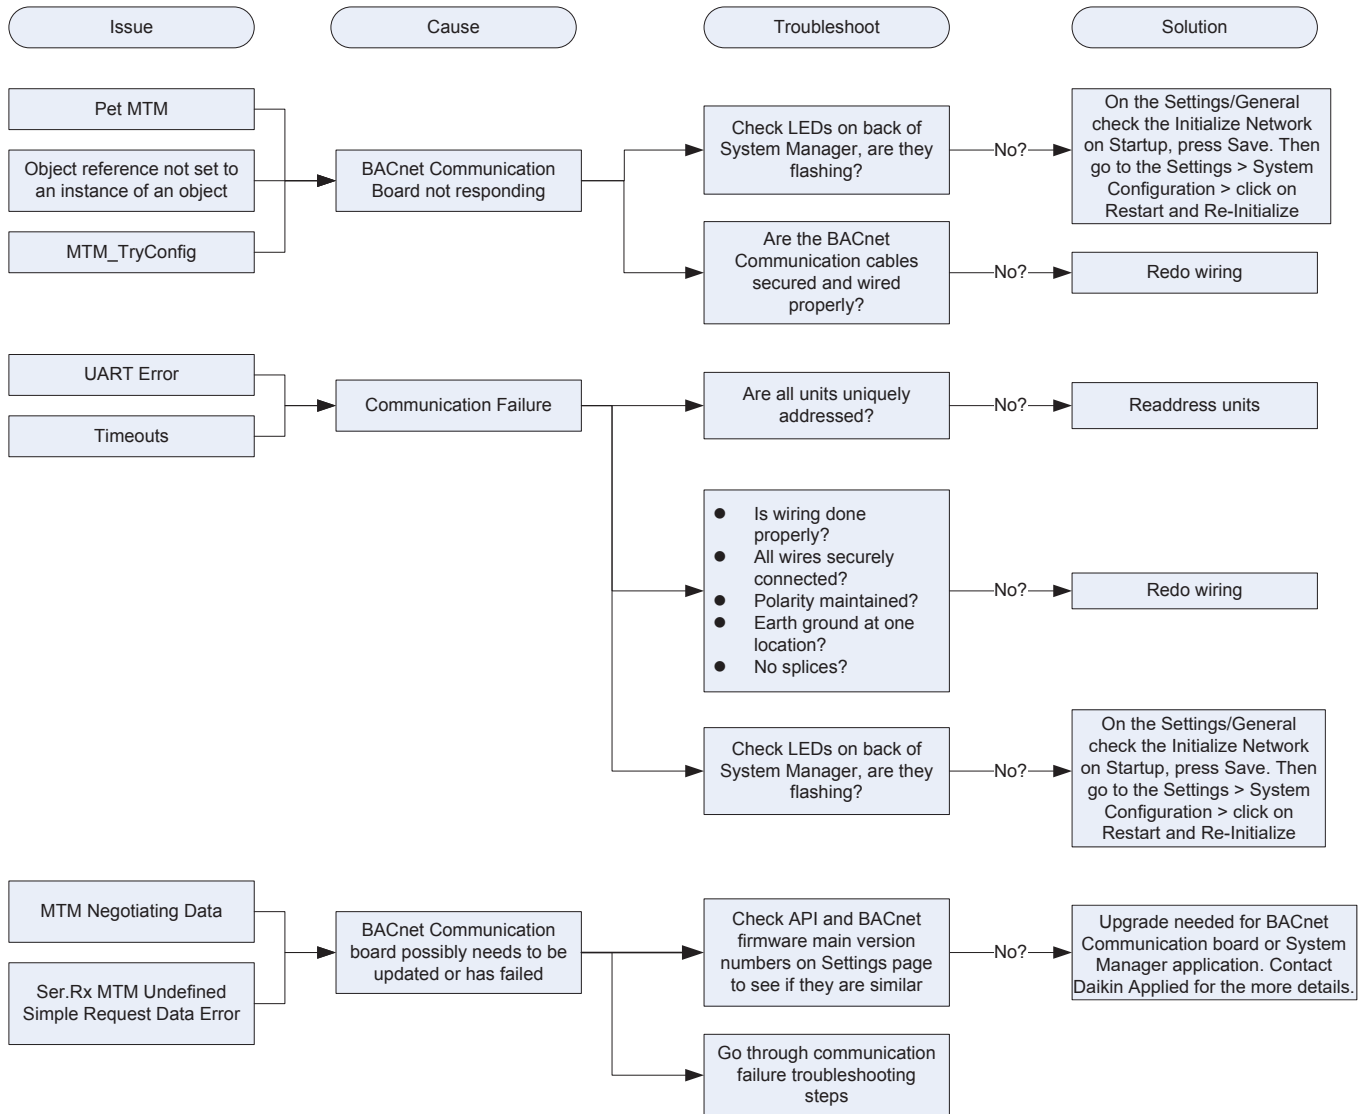 Issue
Cause
Troubleshoot
Solution
Pet MTM
Object reference not set to
an instance of an object
MTM_TryConfig
BACnet Communication
Board not responding
Check LEDs on back of
System Manager, are they
flashing?
No?
On the Settings/General
check the Initialize Network
on Startup, press Save. Then
go to the Settings > System
Configuration > click on
Restart and Re-Initialize
Are the BACnet
Communication cables
secured and wired
properly?
No?
Redo wiring
UART Error
Timeouts
Communication Failure
Are all units uniquely
addressed?
No?
Readdress units
● Is wiring done
properly?
● All wires securely
connected?
● Polarity maintained?
● Earth ground at one
location?
● No splices?
No?
Redo wiring
Check LEDs on back of
System Manager, are they
flashing?
No?
On the Settings/General
check the Initialize Network
on Startup, press Save. Then
go to the Settings > System
Configuration > click on
Restart and Re-Initialize
MTM Negotiating Data
Ser.Rx MTM Undefined
Simple Request Data Error
BACnet Communication
board possibly needs to be
updated or has failed
Check API and BACnet
firmware main version
numbers on Settings page
to see if they are similar
No?
Upgrade needed for BACnet
Communication board or System
Manager application. Contact
Daikin Applied for the more details.
Go through communication
failure troubleshooting
steps